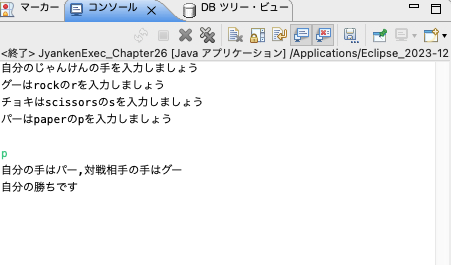 マーカー コンソール DB ツリー・ビュー
<終了> JyankenExec_Chapter26 [Java アプリケーション] /Applications/Eclipse_2023-12
自分のじゃんけんの手を入力しましょう
グーはrockのrを入力しましょう
チョキはscissorsのsを入力しましょう
パーはpaperのpを入力しましょう
p
自分の手はパー,対戦相手の手はグー
自分の勝ちです